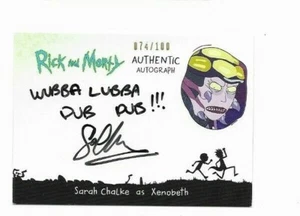 074/100
Rick and Morty
AUTHENTIC
AUTOGRAPH
WUBBA LUBBA
DUB DUB!!!
Sarah Chalke as Xenobeth